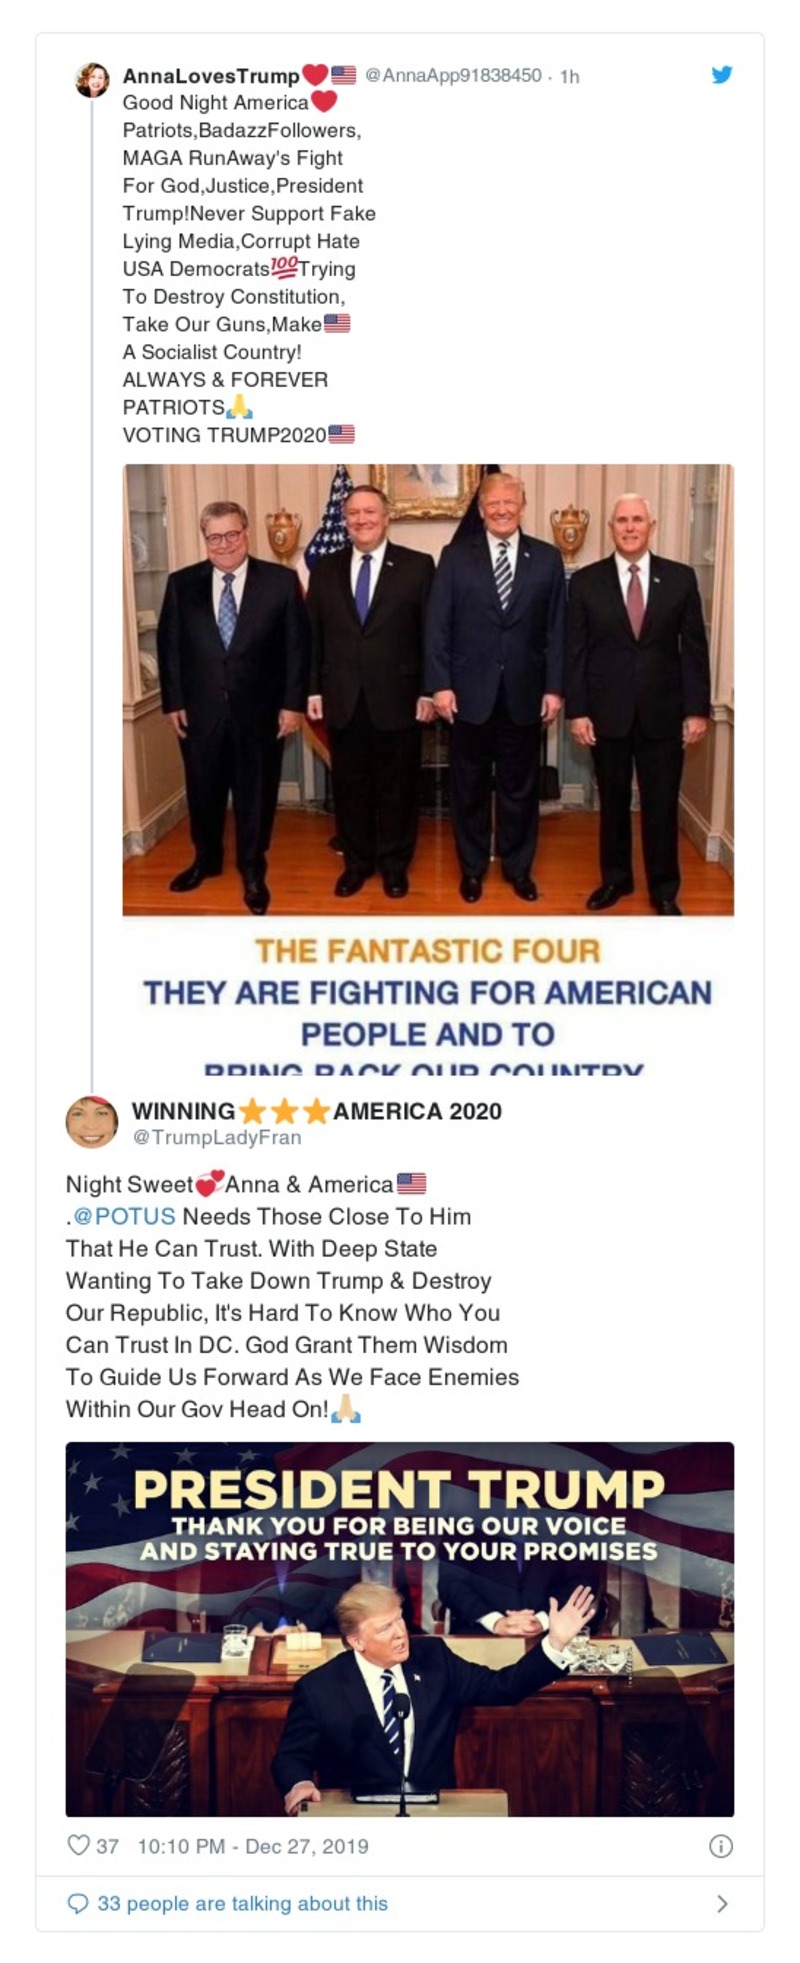 AnnaLovesTrump❤🇺🇸 @AnnaApp91838450 · 1h
Good Night America❤
Patriots,BadazzFollowers,
MAGA RunAway's Fight
For God,Justice,President
Trump!Never Support Fake
Lying Media,Corrupt Hate
USA Democrats💯Trying
To Destroy Constitution,
Take Our Guns,Make🇺🇸
A Socialist Country!
ALWAYS & FOREVER
PATRIOTS🙏
VOTING TRUMP2020🇺🇸
THE FANTASTIC FOUR
THEY ARE FIGHTING FOR AMERICAN
PEOPLE AND TO
BRING BACK OUR COUNTRY
WINNING⭐⭐⭐AMERICA 2020
@TrumpLadyFran
Night Sweet💞Anna & America🇺🇸
.@POTUS Needs Those Close To Him
That He Can Trust. With Deep State
Wanting To Take Down Trump & Destroy
Our Republic, It's Hard To Know Who You
Can Trust In DC. God Grant Them Wisdom
To Guide Us Forward As We Face Enemies
Within Our Gov Head On!🙏🏼
PRESIDENT TRUMP
THANK YOU FOR BEING OUR VOICE
AND STAYING TRUE TO YOUR PROMISES
37 10:10 PM - Dec 27, 2019
33 people are talking about this